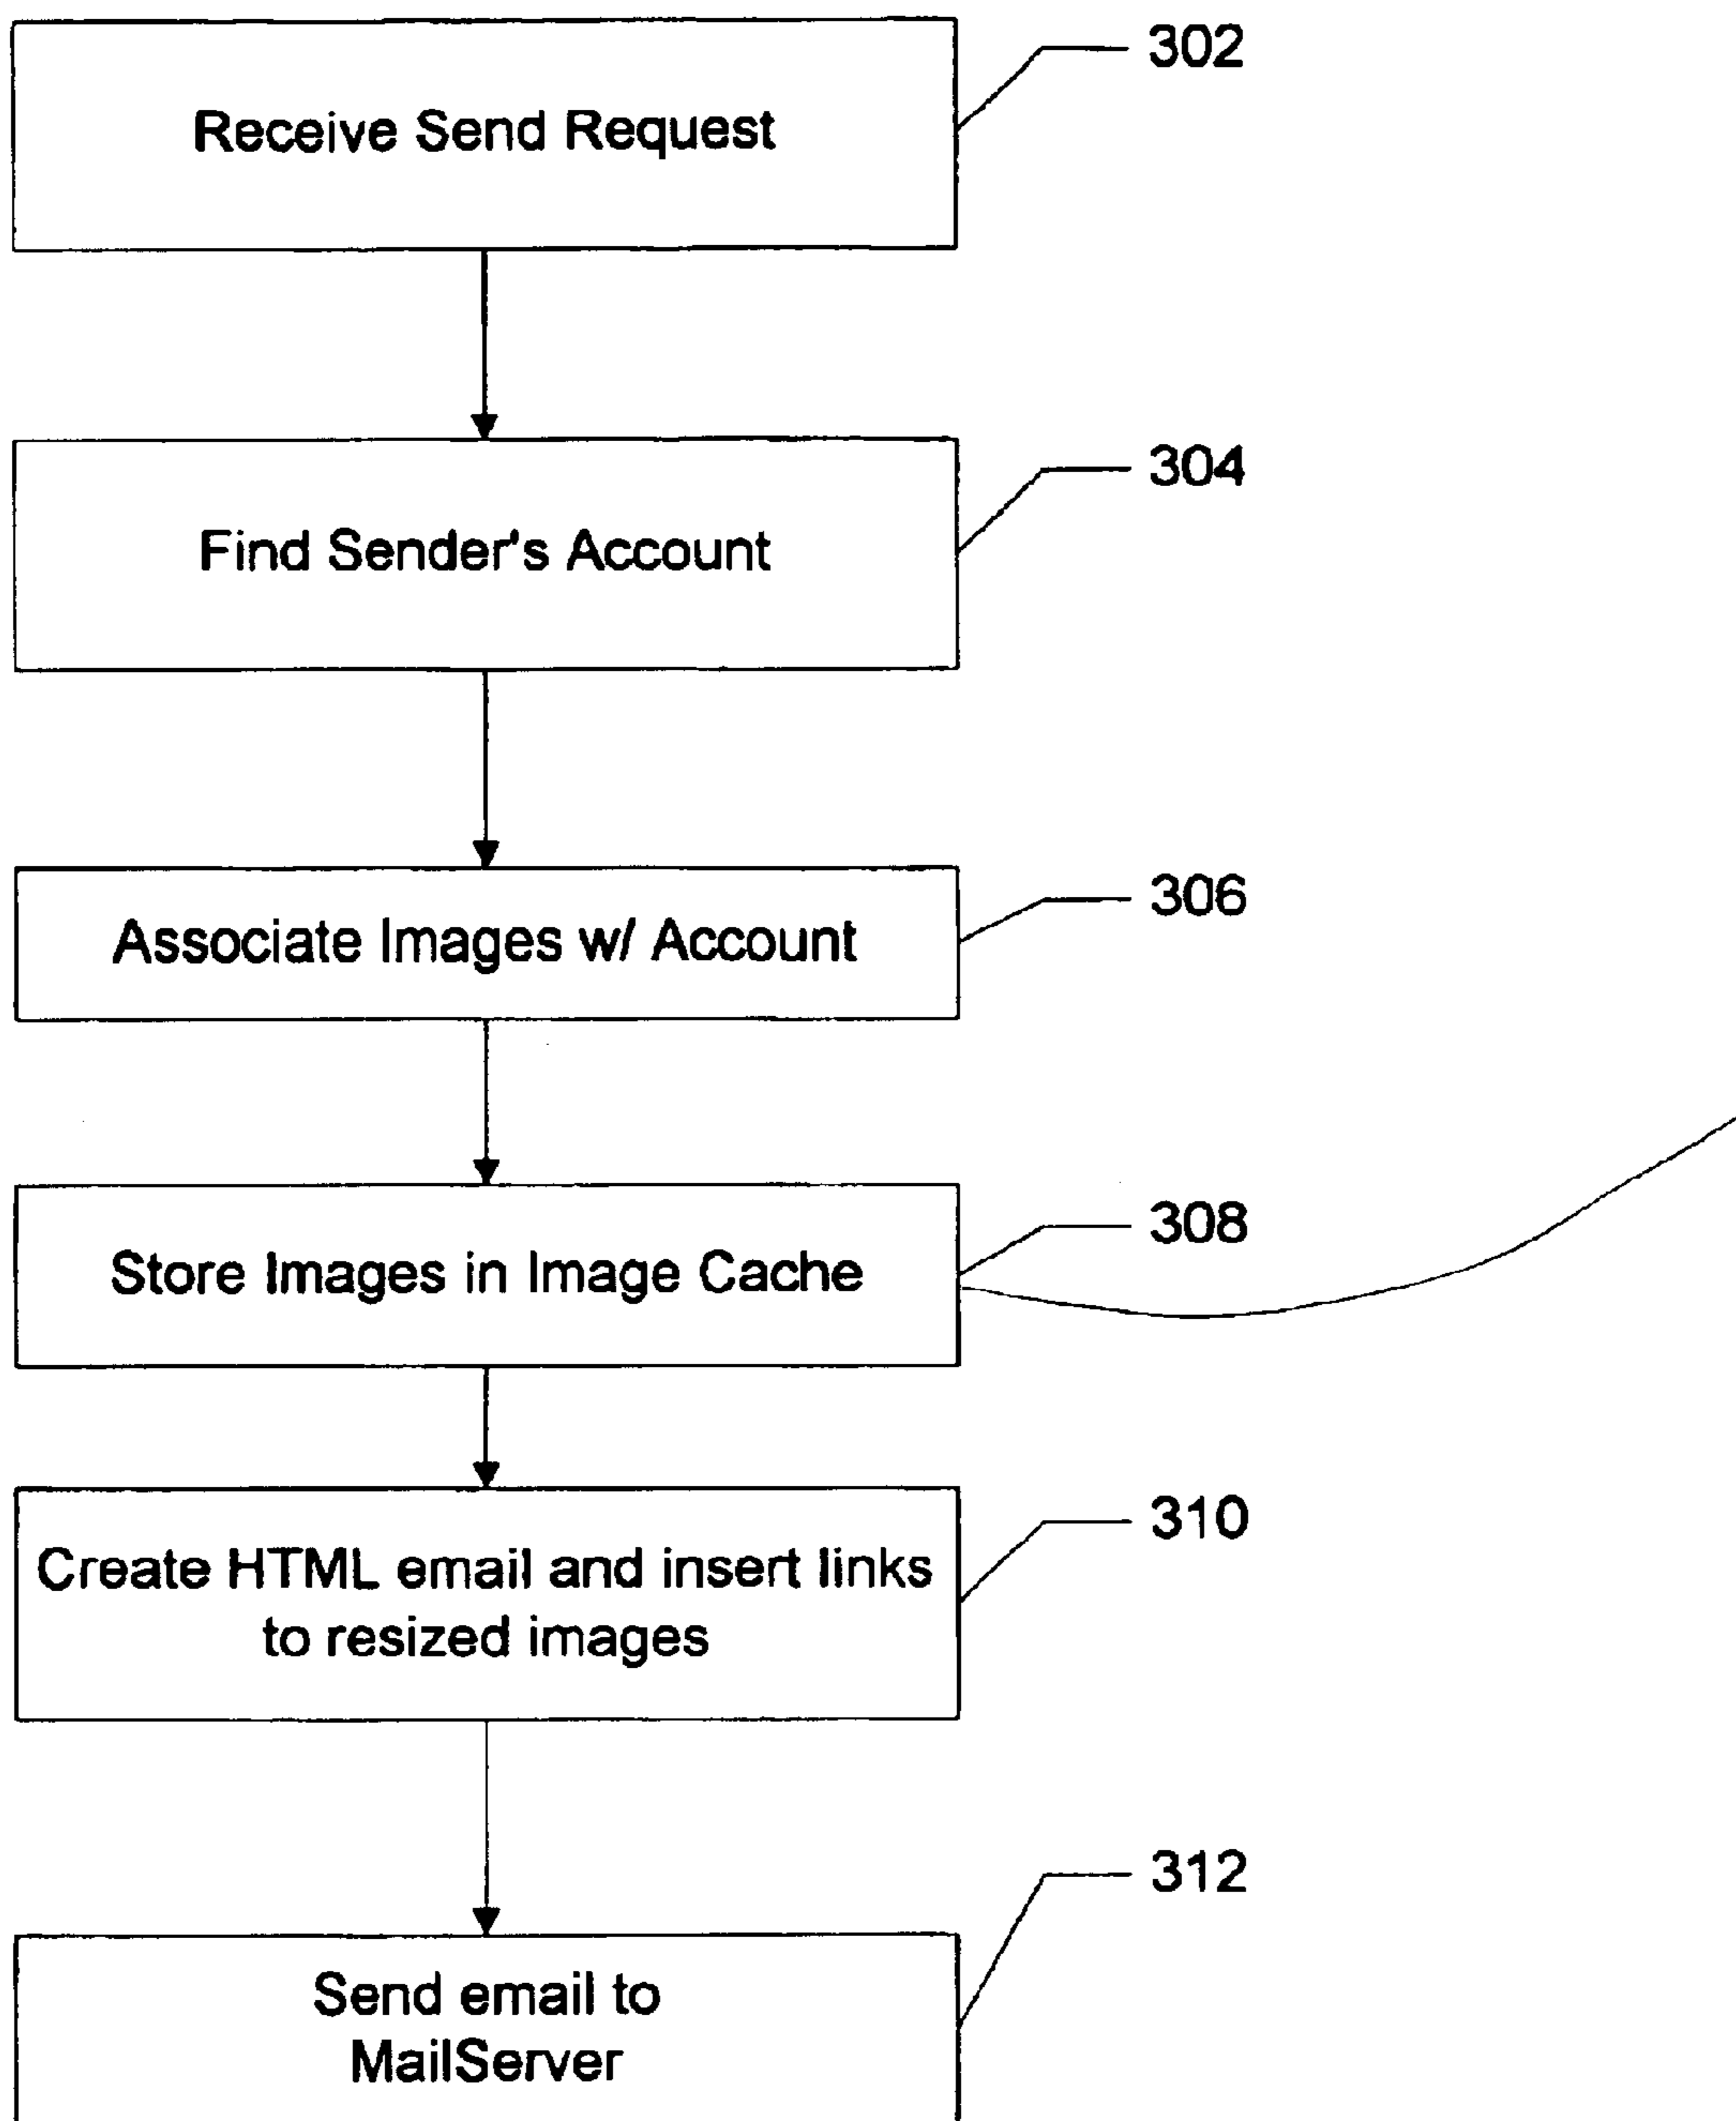 302
Receive Send Request
304
Find Sender's Account
306
Associate Images w/ Account
308
Store Images in Image Cache
310
Create HTML email and insert links
to resized images
312
Send email to
MailServer